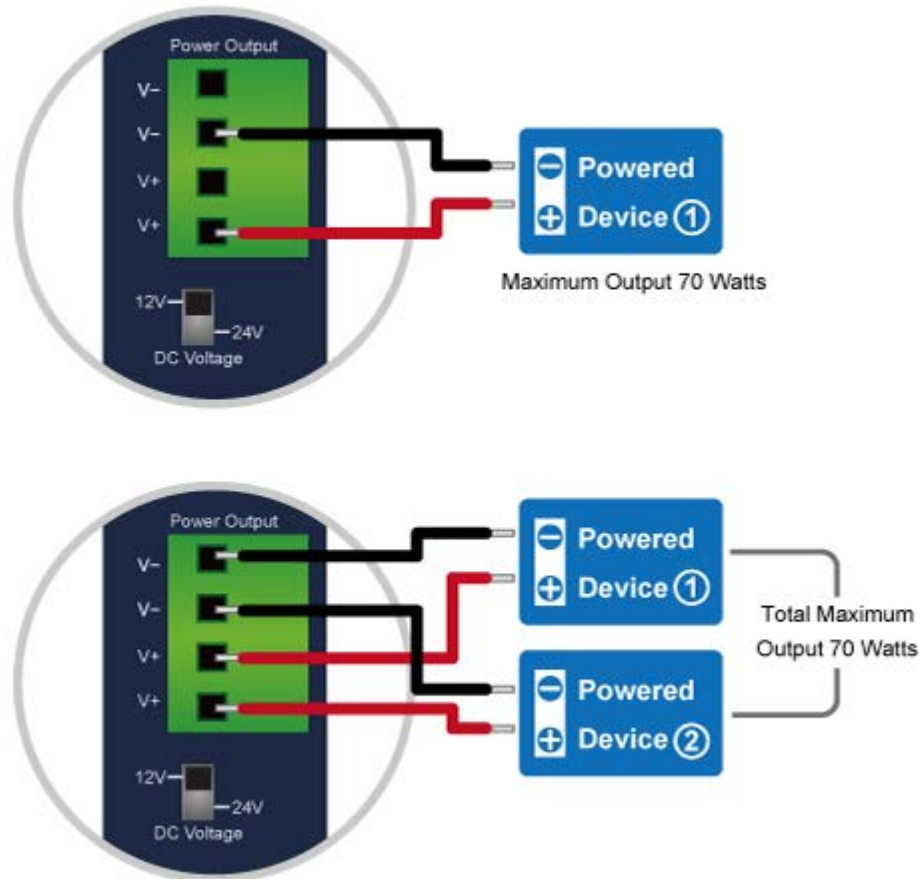 Power Output
V−
V−
V+
V+
12V
24V
DC Voltage
− Powered
+ Device ①
Maximum Output 70 Watts
Power Output
V−
V−
V+
V+
12V
24V
DC Voltage
− Powered
+ Device ①
− Powered
+ Device ②
Total Maximum
Output 70 Watts